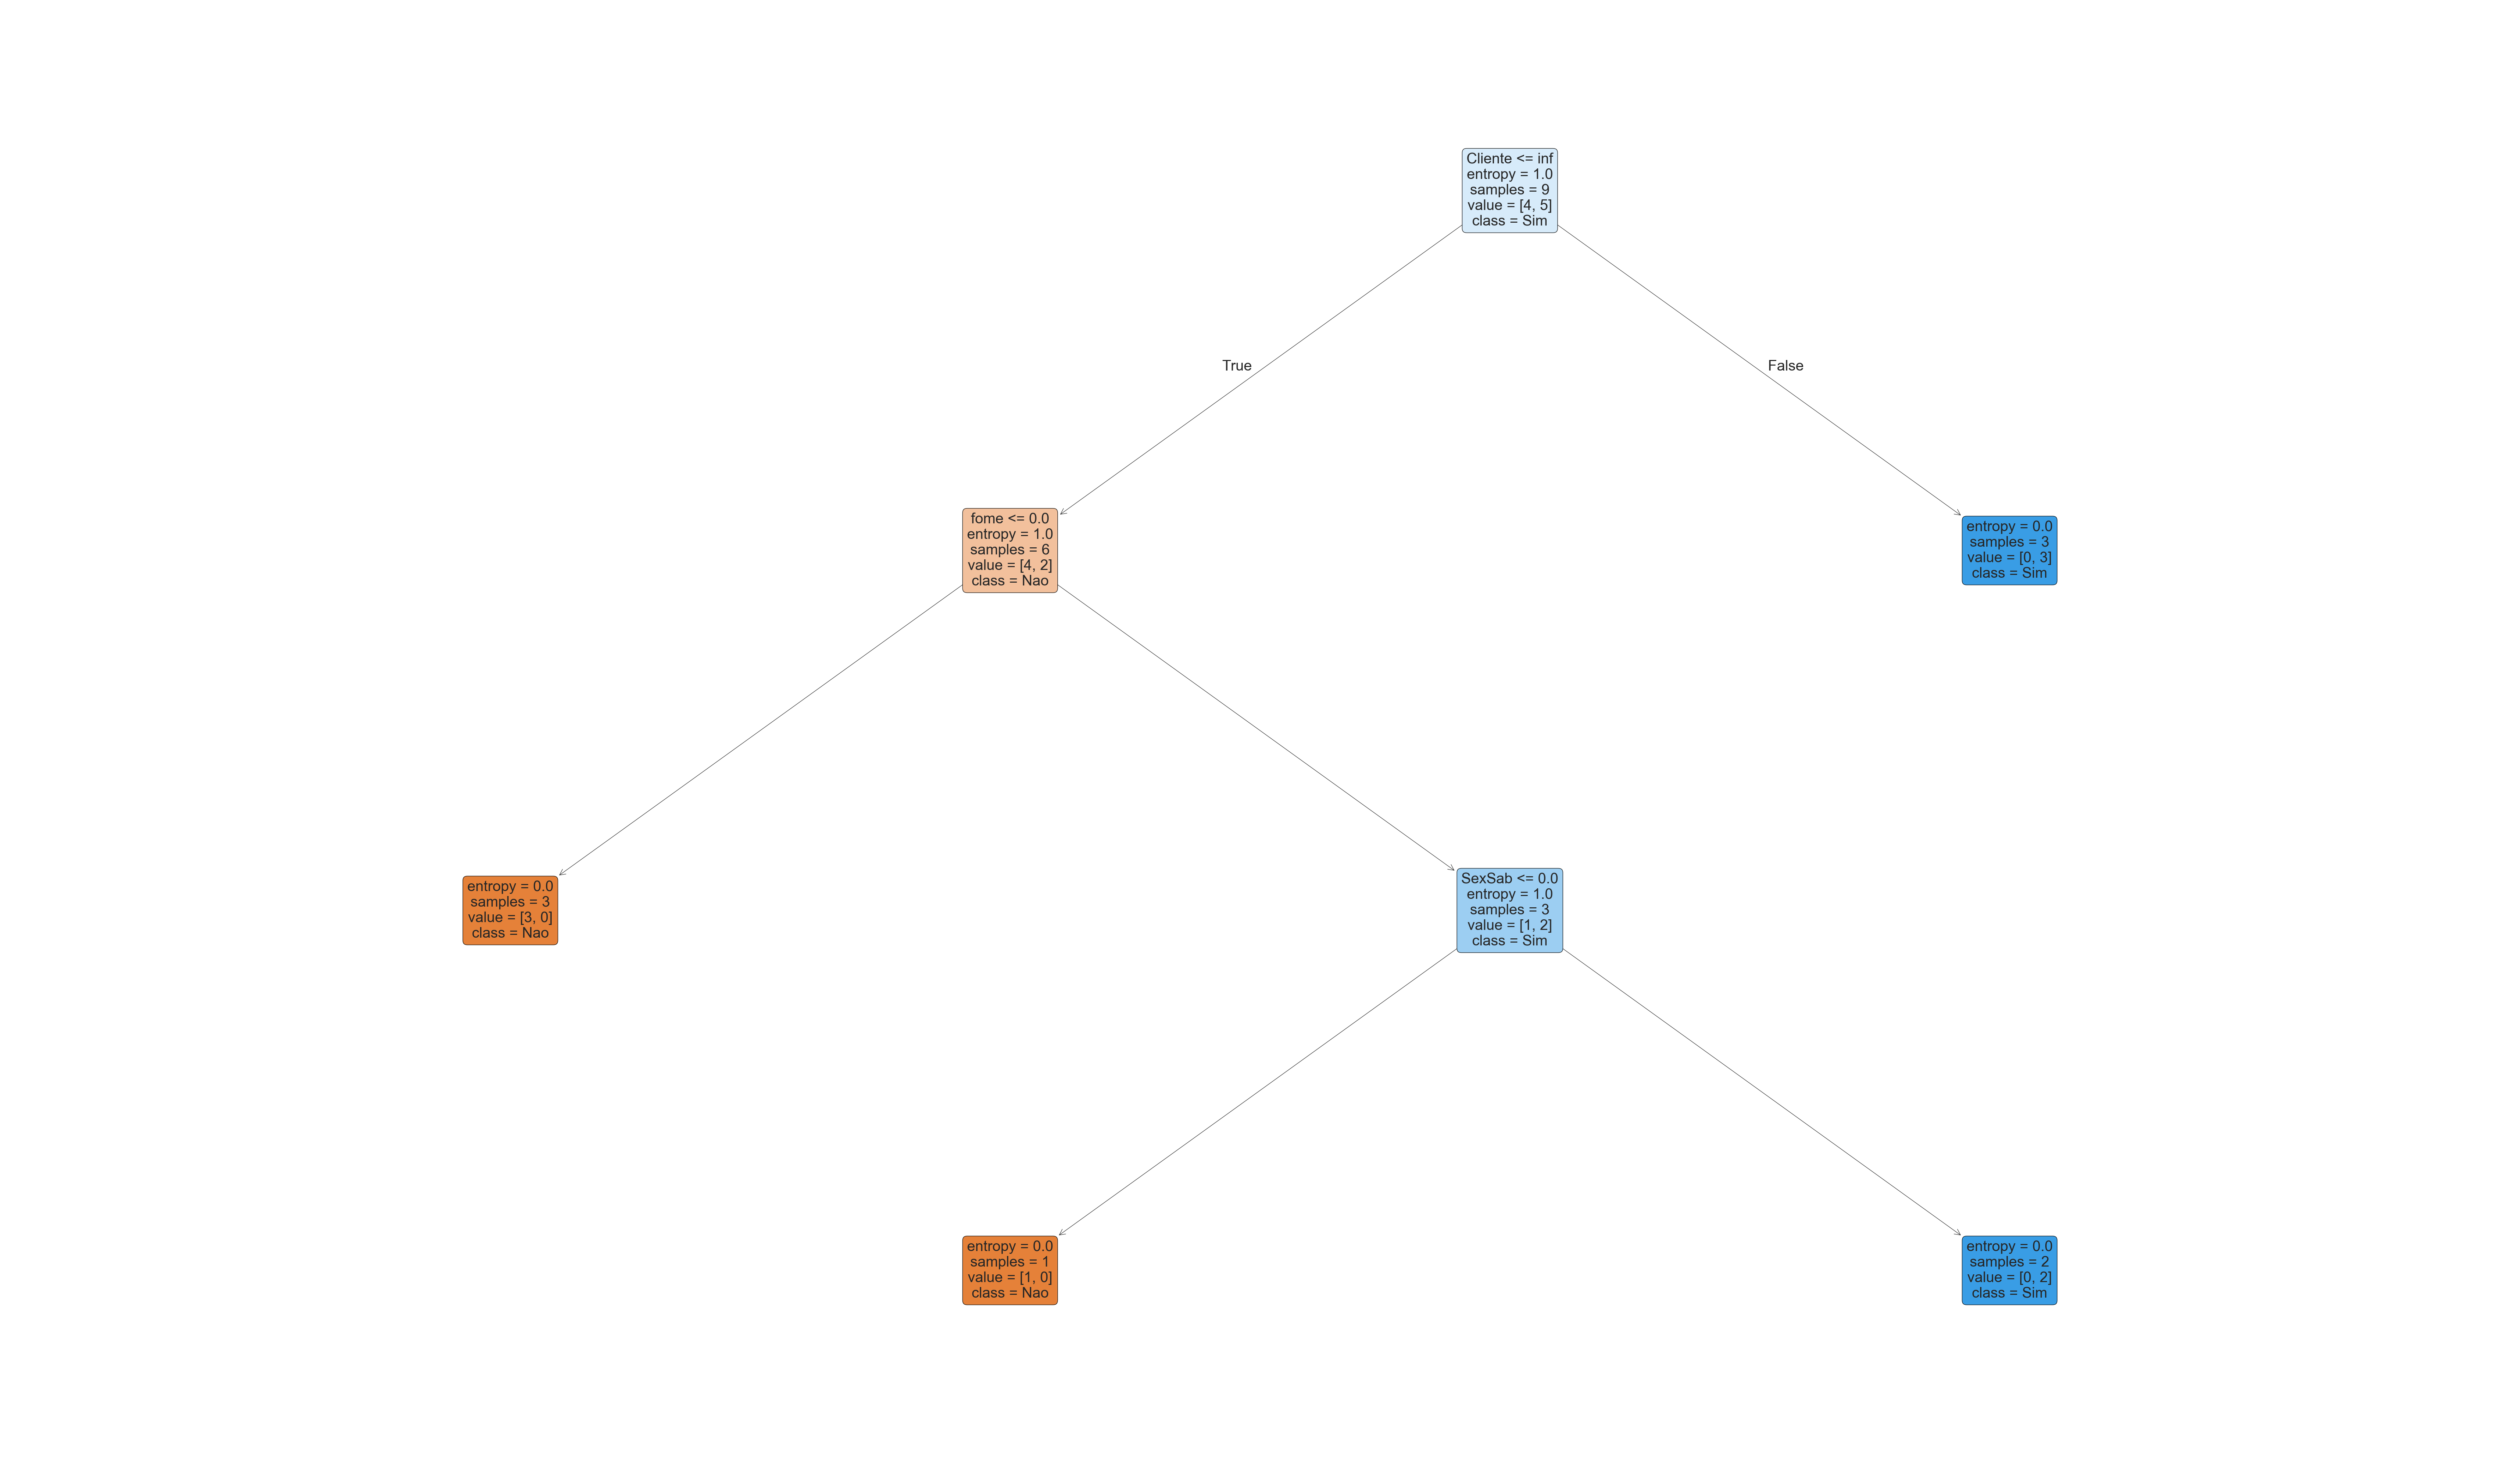 Cliente <= inf
entropy = 1.0
samples = 9
value = [4, 5]
class = Sim
True
False
fome <= 0.0
entropy = 1.0
samples = 6
value = [4, 2]
class = Nao
entropy = 0.0
samples = 3
value = [0, 3]
class = Sim
entropy = 0.0
samples = 3
value = [3, 0]
class = Nao
SexSab <= 0.0
entropy = 1.0
samples = 3
value = [1, 2]
class = Sim
entropy = 0.0
samples = 1
value = [1, 0]
class = Nao
entropy = 0.0
samples = 2
value = [0, 2]
class = Sim